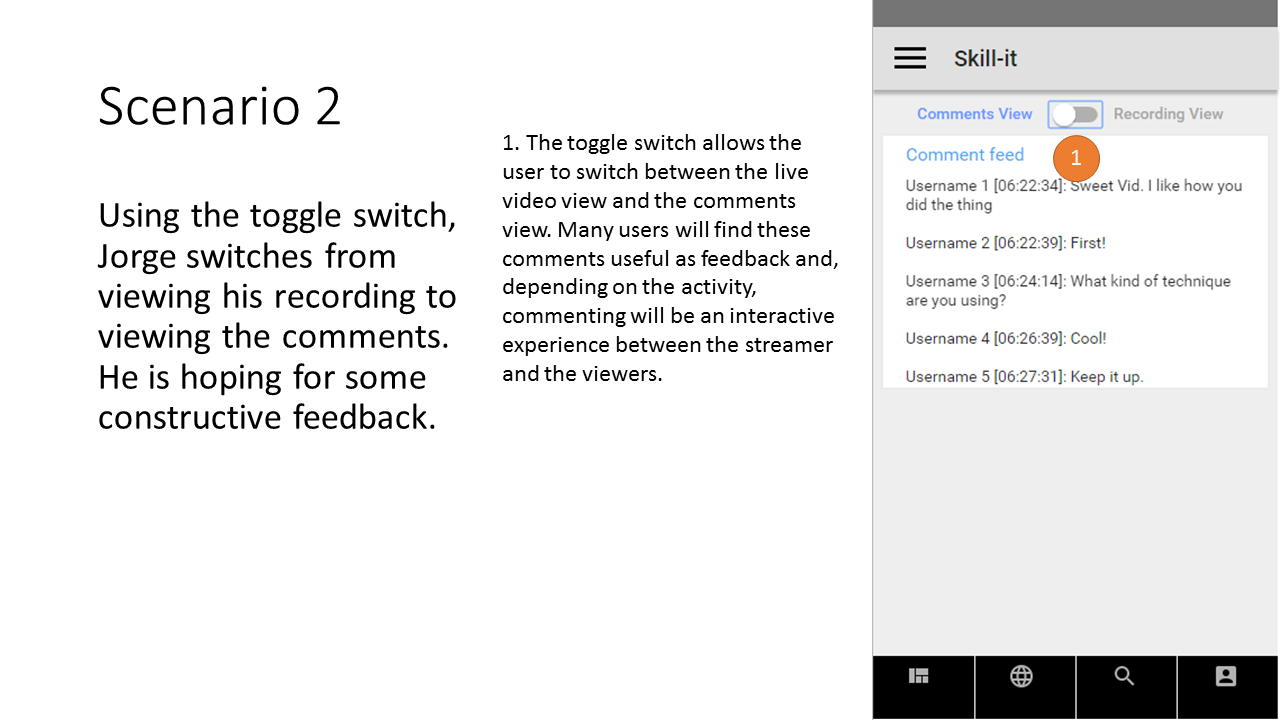 Scenario 2
Using the toggle switch,
Jorge switches from
viewing his recording to
viewing the comments.
He is hoping for some
constructive feedback.
1. The toggle switch allows the
user to switch between the live
video view and the comments
view. Many users will find these
comments useful as feedback and,
depending on the activity,
commenting will be an interactive
experience between the streamer
and the viewers.
Skill-it
Comments View
Recording View
Comment feed
1
Username 1 [06:22:34]: Sweet Vid. I like how you
did the thing
Username 2 [06:22:39]: First!
Username 3 [06:24:14]: What kind of technique
are you using?
Username 4 [06:26:39]: Cool!
Username 5 [06:27:31]: Keep it up.